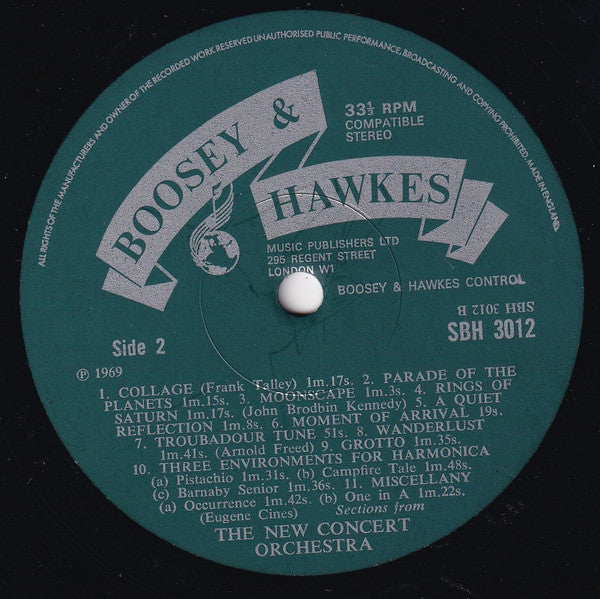 ALL RIGHTS OF THE MANUFACTURERS AND OWNER OF THE RECORDED WORK RESERVED UNAUTHORISED PUBLIC PERFORMANCE, BROADCASTING AND COPYING PROHIBITED. MADE IN ENGLAND.
BOOSEY &
HAWKES
33⅓ RPM
COMPATIBLE
STEREO
MUSIC PUBLISHERS LTD
295 REGENT STREET
LONDON W1
BOOSEY & HAWKES CONTROL
SBH 3012 B
SBH 3012
Side 2
℗ 1969
1. COLLAGE (Frank Talley) 1m.17s. 2. PARADE OF THE
PLANETS 1m.15s. 3. MOONSCAPE 1m.3s. 4. RINGS OF
SATURN 1m.17s. (John Brodbin Kennedy) 5. A QUIET
REFLECTION 1m.8s. 6. MOMENT OF ARRIVAL 19s.
7. TROUBADOUR TUNE 51s. 8. WANDERLUST
1m.41s. (Arnold Freed) 9. GROTTO 1m.35s.
10. THREE ENVIRONMENTS FOR HARMONICA
(a) Pistachio 1m.31s. (b) Campfire Tale 1m.48s.
(c) Barnaby Senior 1m.36s. 11. MISCELLANY
(a) Occurrence 1m.42s. (b) One in A 1m.22s.
(Eugene Cines) Sections from
THE NEW CONCERT
ORCHESTRA